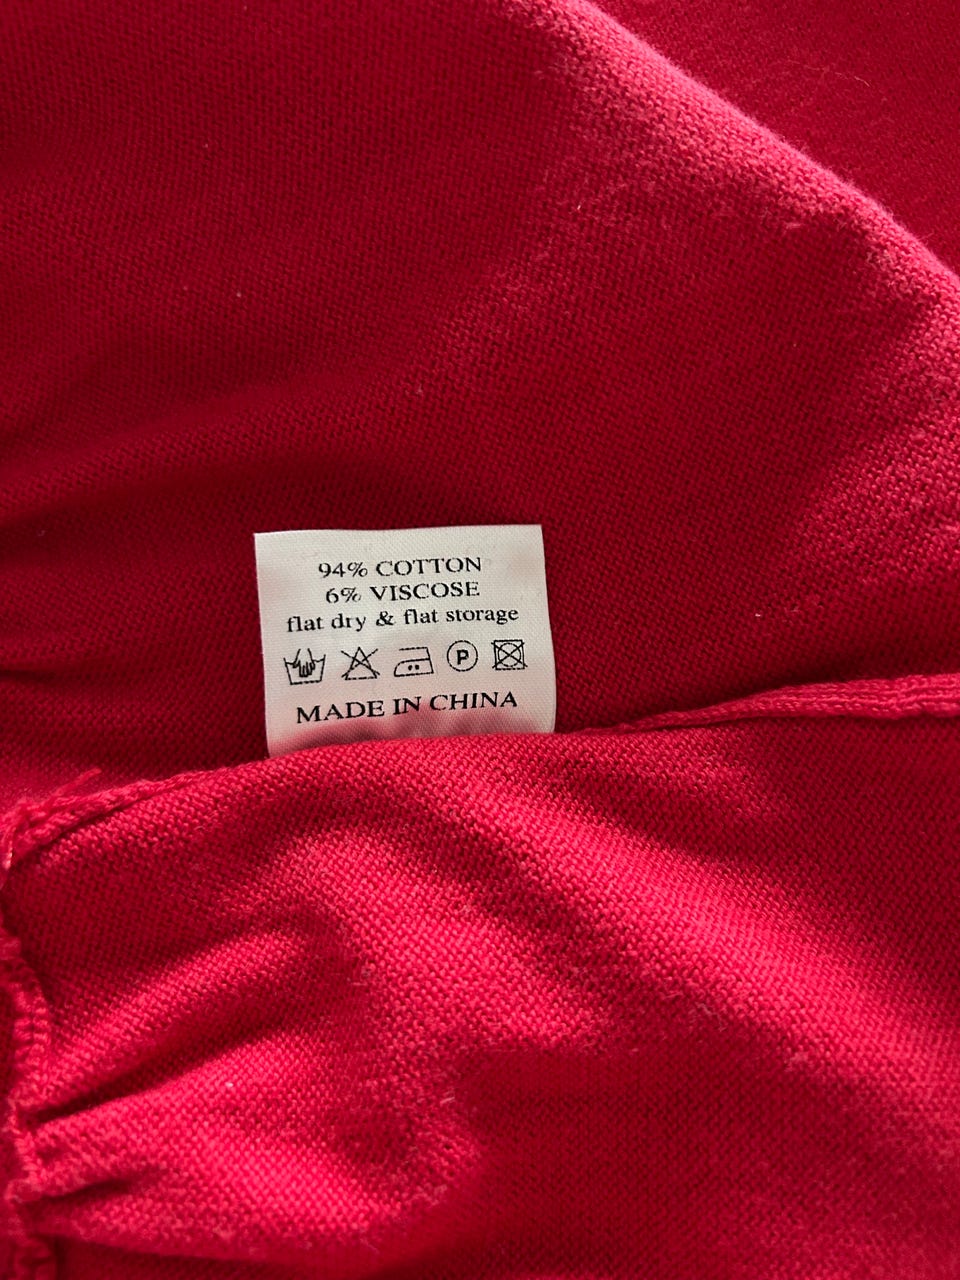 94% COTTON
6% VISCOSE
flat dry & flat storage
P
MADE IN CHINA